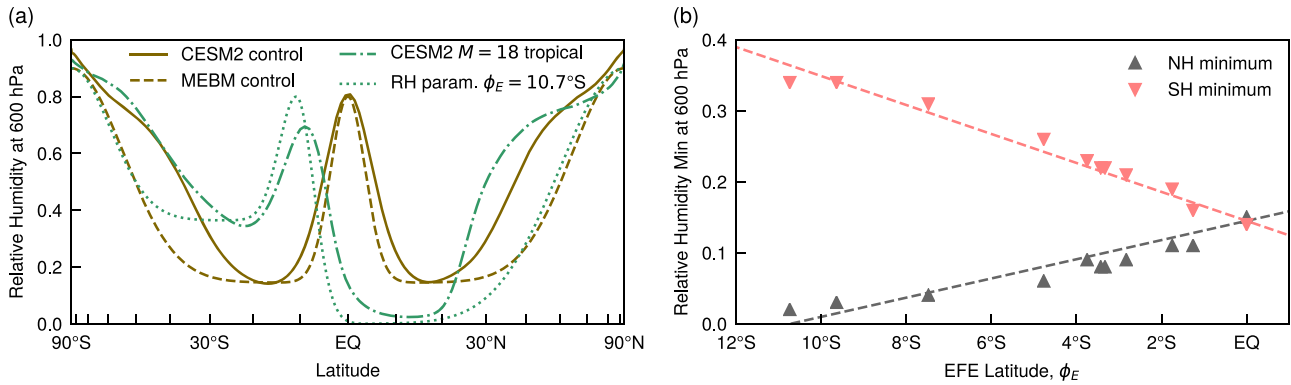 (a)
CESM2 control
MEBM control
CESM2 M = 18 tropical
RH param. ϕE = 10.7°S
Relative Humidity at 600 hPa
1.0
0.8
0.6
0.4
0.2
0.0
90°S
30°S
EQ
30°N
90°N
Latitude
(b)
NH minimum
SH minimum
Relative Humidity Min at 600 hPa
0.4
0.3
0.2
0.1
0.0
12°S
10°S
8°S
6°S
4°S
2°S
EQ
EFE Latitude, ϕE